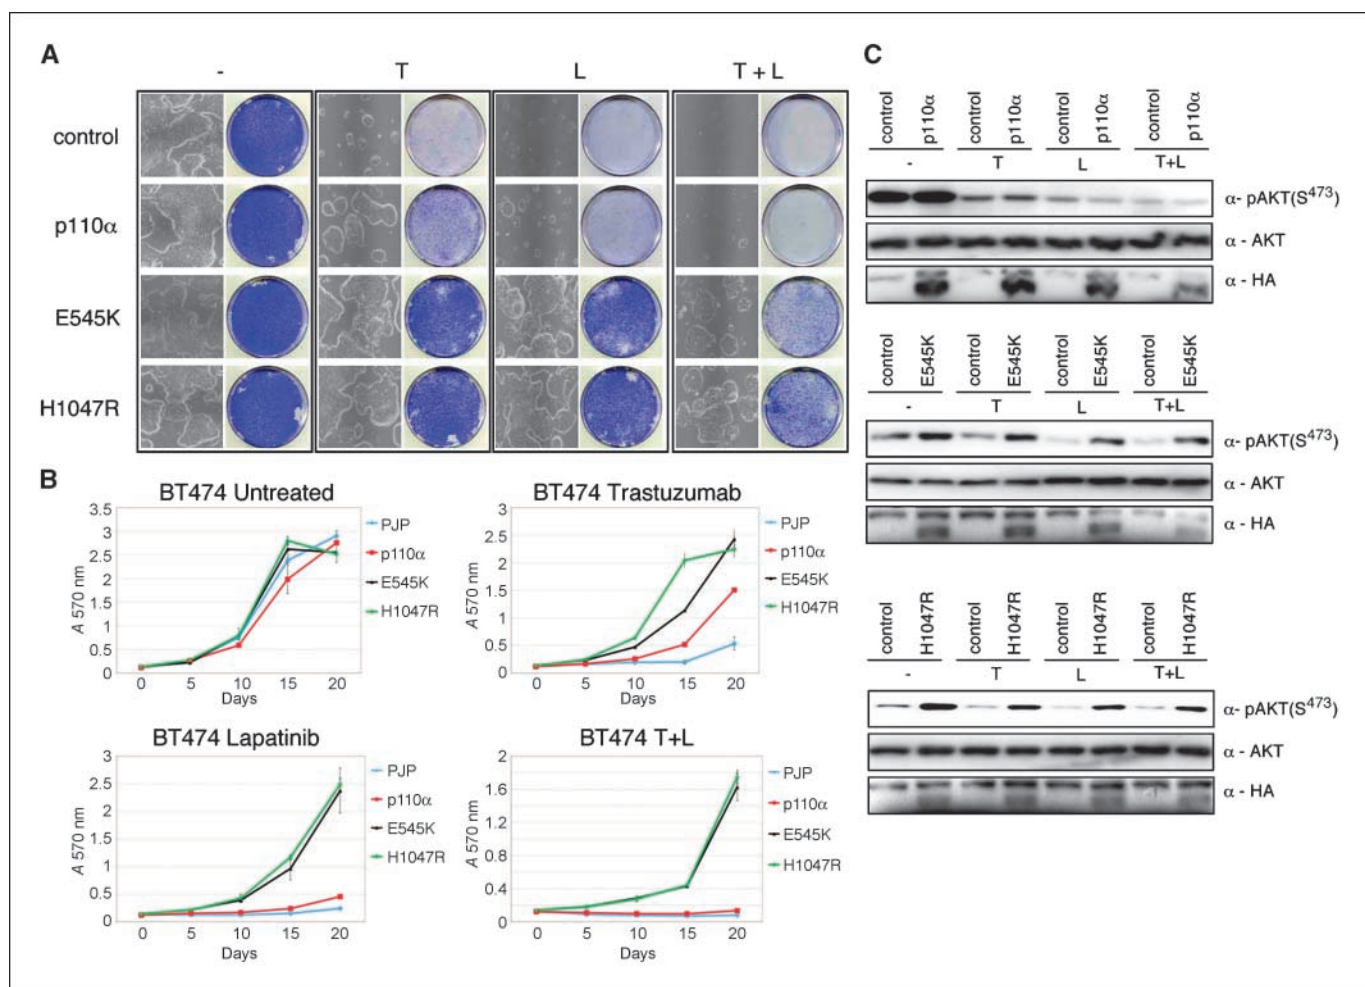 A
- T L T + L
control
p110α
E545K
H1047R
B
BT474 Untreated
3.5
3
2.5
2
1.5
1
0.5
0
A 570 nm
0 5 10 15 20
Days
PJP
p110α
E545K
H1047R
BT474 Trastuzumab
3
2.5
2
1.5
1
0.5
0
A 570 nm
0 5 10 15 20
Days
PJP
p110α
E545K
H1047R
BT474 Lapatinib
3
2.5
2
1.5
1
0.5
0
A 570 nm
0 5 10 15 20
Days
PJP
p110α
E545K
H1047R
BT474 T+L
2
1.6
1.2
0.8
0.4
0
A 570 nm
0 5 10 15 20
Days
PJP
p110α
E545K
H1047R
C
control p110α control p110α control p110α control p110α
- T L T+L
α- pAKT(S473)
α - AKT
α - HA
control E545K control E545K control E545K control E545K
- T L T+L
α- pAKT(S473)
α - AKT
α - HA
control H1047R control H1047R control H1047R control H1047R
- T L T+L
α- pAKT(S473)
α - AKT
α - HA